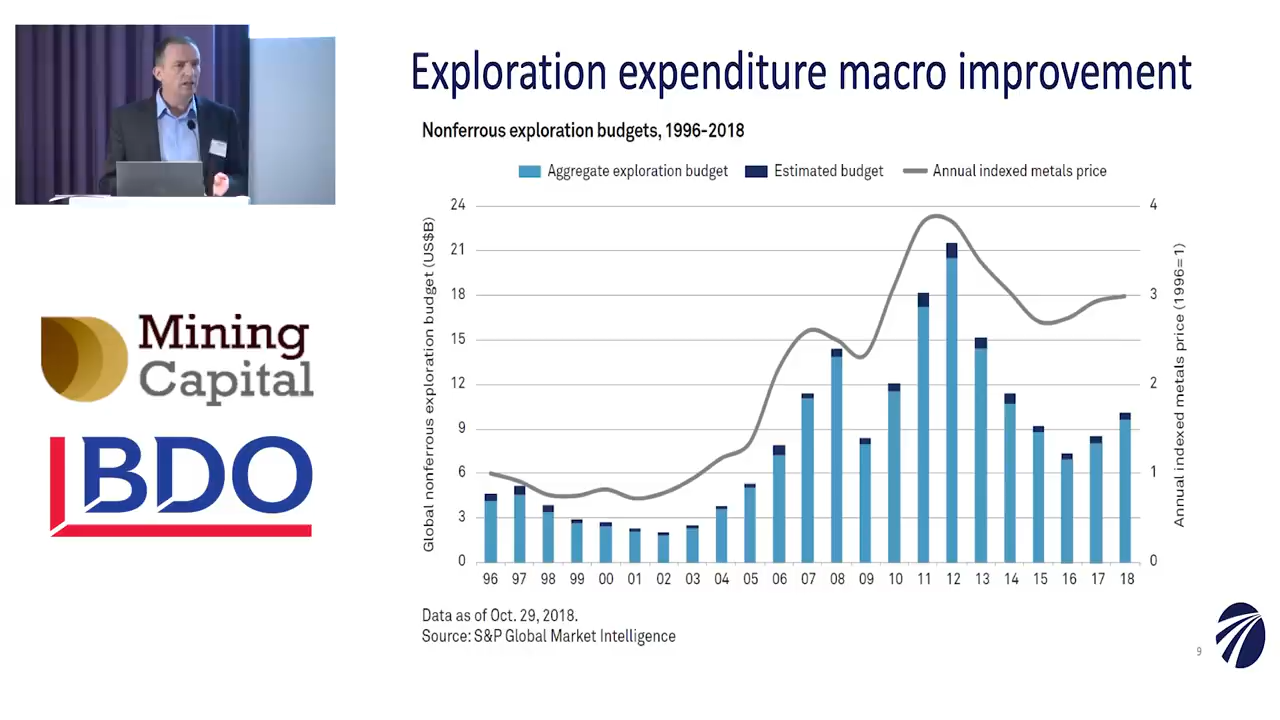 Exploration expenditure macro improvement
Nonferrous exploration budgets, 1996-2018
Aggregate exploration budget
Estimated budget
Annual indexed metals price
Global nonferrous exploration budget (US$B)
24
21
18
15
12
9
6
3
0
4
3
2
1
0
Annual indexed metals price (1996=1)
96 97 98 99 00 01 02 03 04 05 06 07 08 09 10 11 12 13 14 15 16 17 18
Data as of Oct. 29, 2018.
Source: S&P Global Market Intelligence
9
Mining
Capital
BDO